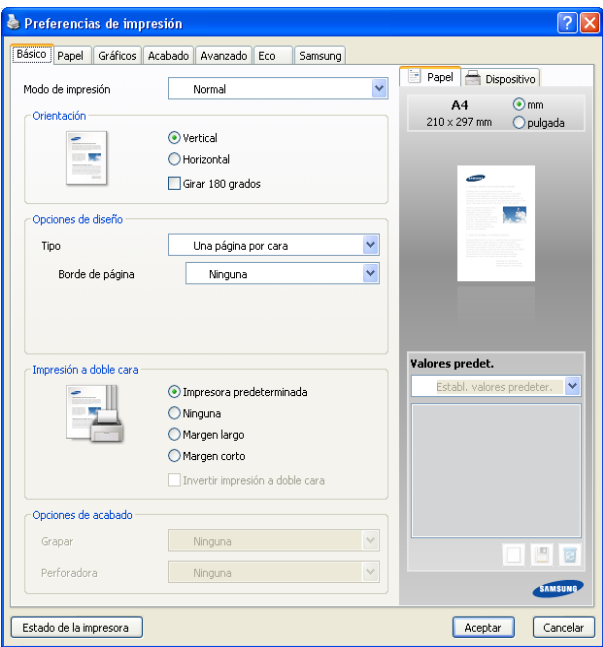 Preferencias de impresión
Básico Papel Gráficos Acabado Avanzado Eco Samsung
Modo de impresión Normal
Orientación
Vertical
Horizontal
Girar 180 grados
Opciones de diseño
Tipo Una página por cara
Borde de página Ninguna
Impresión a doble cara
Impresora predeterminada
Ninguna
Margen largo
Margen corto
Invertir impresión a doble cara
Opciones de acabado
Grapar Ninguna
Perforadora Ninguna
Papel Dispositivo
A4 mm
210 x 297 mm pulgada
Valores predet.
Establ. valores predeter.
SAMSUNG
Estado de la impresora Aceptar Cancelar